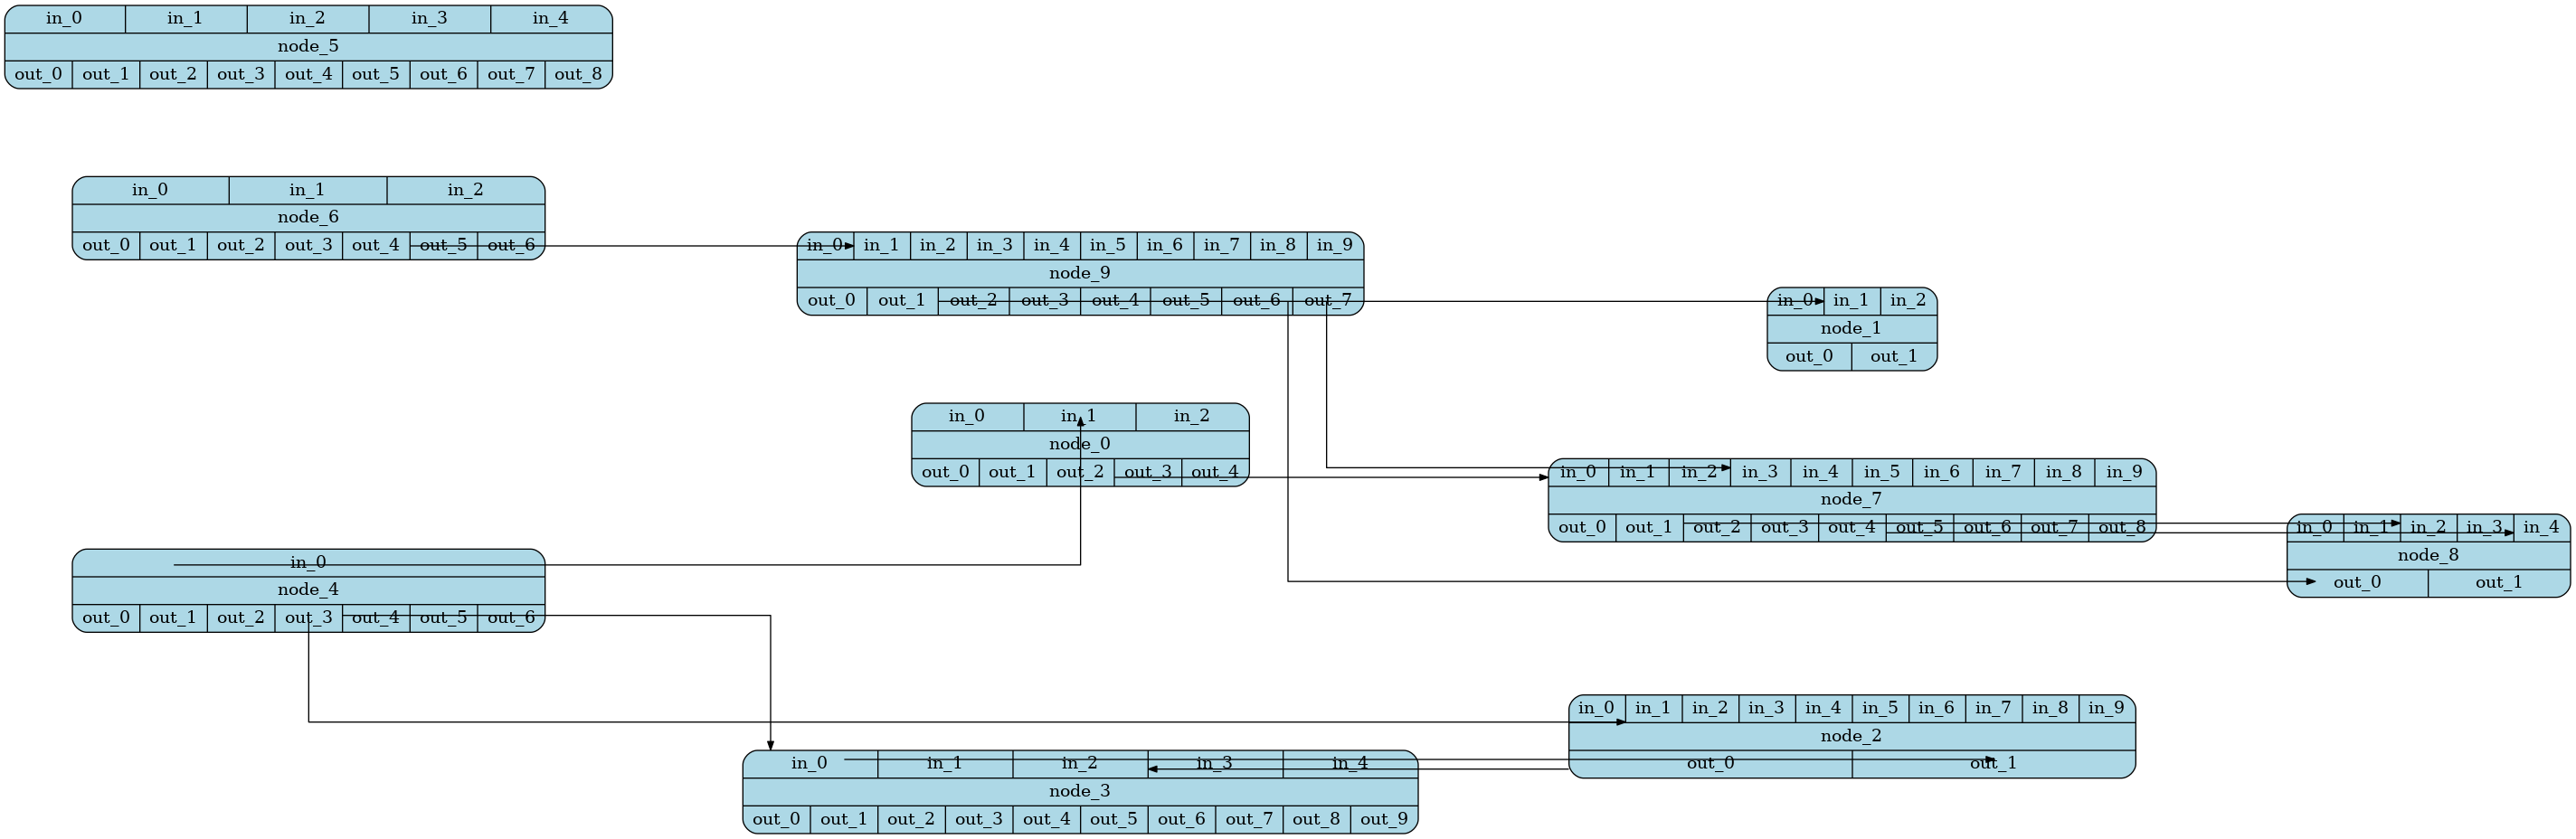 in_0 in_1 in_2 in_3 in_4
node_5
out_0 out_1 out_2 out_3 out_4 out_5 out_6 out_7 out_8
in_0 in_1 in_2
node_6
out_0 out_1 out_2 out_3 out_4 out_5 out_6
in_0 in_1 in_2 in_3 in_4 in_5 in_6 in_7 in_8 in_9
node_9
out_0 out_1 out_2 out_3 out_4 out_5 out_6 out_7
in_0 in_1 in_2
node_1
out_0 out_1
in_0 in_1 in_2
node_0
out_0 out_1 out_2 out_3 out_4
in_0 in_1 in_2 in_3 in_4 in_5 in_6 in_7 in_8 in_9
node_7
out_0 out_1 out_2 out_3 out_4 out_5 out_6 out_7 out_8
in_0 in_1 in_2 in_3 in_4
node_8
out_0 out_1
in_0
node_4
out_0 out_1 out_2 out_3 out_4 out_5 out_6
in_0 in_1 in_2 in_3 in_4 in_5 in_6 in_7 in_8 in_9
node_2
out_0 out_1
in_0 in_1 in_2 in_3 in_4
node_3
out_0 out_1 out_2 out_3 out_4 out_5 out_6 out_7 out_8 out_9